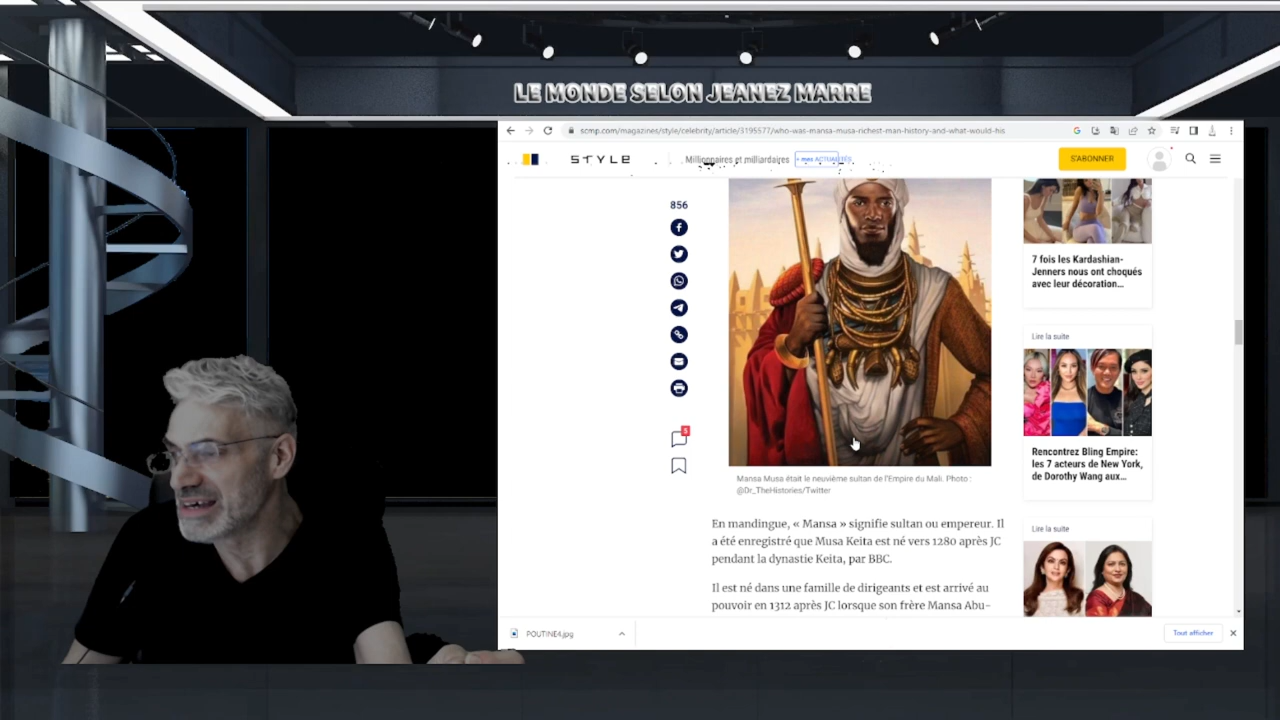 LE MONDE SELON JEANEZ MARRE
scmp.com/magazines/style/celebrity/article/3195577/who-was-mansa-musa-richest-man-history-and-what-would-his
STYLE
Millionnaires et milliardaires
+ mes ACTUALITÉS
S'ABONNER
856
5
7 fois les Kardashian-
Jenners nous ont choqués
avec leur décoration...
Lire la suite
Rencontrez Bling Empire:
les 7 acteurs de New York,
de Dorothy Wang aux...
Lire la suite
Mansa Musa était le neuvième sultan de l'Empire du Mali. Photo :
@Dr_TheHistories/Twitter
En mandingue, « Mansa » signifie sultan ou empereur. Il
a été enregistré que Musa Keita est né vers 1280 après JC
pendant la dynastie Keita, par BBC.
Il est né dans une famille de dirigeants et est arrivé au
pouvoir en 1312 après JC lorsque son frère Mansa Abu-
POUTINE4.jpg
Tout afficher